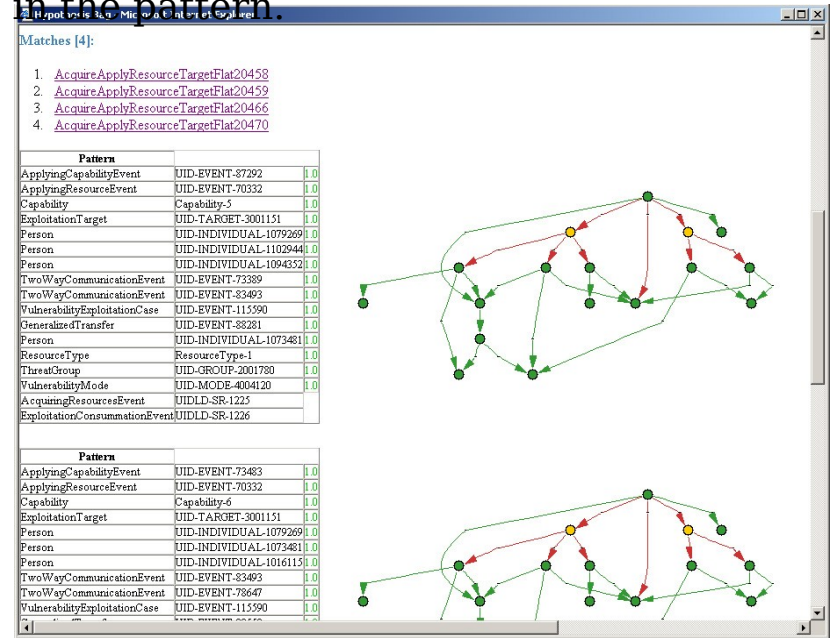 in the pattern.
Hypothesis Bag - Microsoft Internet Explorer
Matches [4]:
1. AcquireApplyResourceTargetFlat20458
2. AcquireApplyResourceTargetFlat20459
3. AcquireApplyResourceTargetFlat20466
4. AcquireApplyResourceTargetFlat20470
Pattern
ApplyingCapabilityEvent UID-EVENT-87292 1.0
ApplyingResourceEvent UID-EVENT-70332 1.0
Capability Capability-5 1.0
ExploitationTarget UID-TARGET-3001151 1.0
Person UID-INDIVIDUAL-1079269 1.0
Person UID-INDIVIDUAL-1102944 1.0
Person UID-INDIVIDUAL-1094352 1.0
TwoWayCommunicationEvent UID-EVENT-73389 1.0
TwoWayCommunicationEvent UID-EVENT-83493 1.0
VulnerabilityExploitationCase UID-EVENT-115590 1.0
GeneralizedTransfer UID-EVENT-88281 1.0
Person UID-INDIVIDUAL-1073481 1.0
ResourceType ResourceType-1 1.0
ThreatGroup UID-GROUP-2001780 1.0
VulnerabilityMode UID-MODE-4004120 1.0
AcquiringResourcesEvent UIDLD-SR-1225
ExploitationConsummationEvent UIDLD-SR-1226
Pattern
ApplyingCapabilityEvent UID-EVENT-73483 1.0
ApplyingResourceEvent UID-EVENT-70332 1.0
Capability Capability-6 1.0
ExploitationTarget UID-TARGET-3001151 1.0
Person UID-INDIVIDUAL-1079269 1.0
Person UID-INDIVIDUAL-1073481 1.0
Person UID-INDIVIDUAL-1016115 1.0
TwoWayCommunicationEvent UID-EVENT-83493 1.0
TwoWayCommunicationEvent UID-EVENT-78647 1.0
VulnerabilityExploitationCase UID-EVENT-115590 1.0